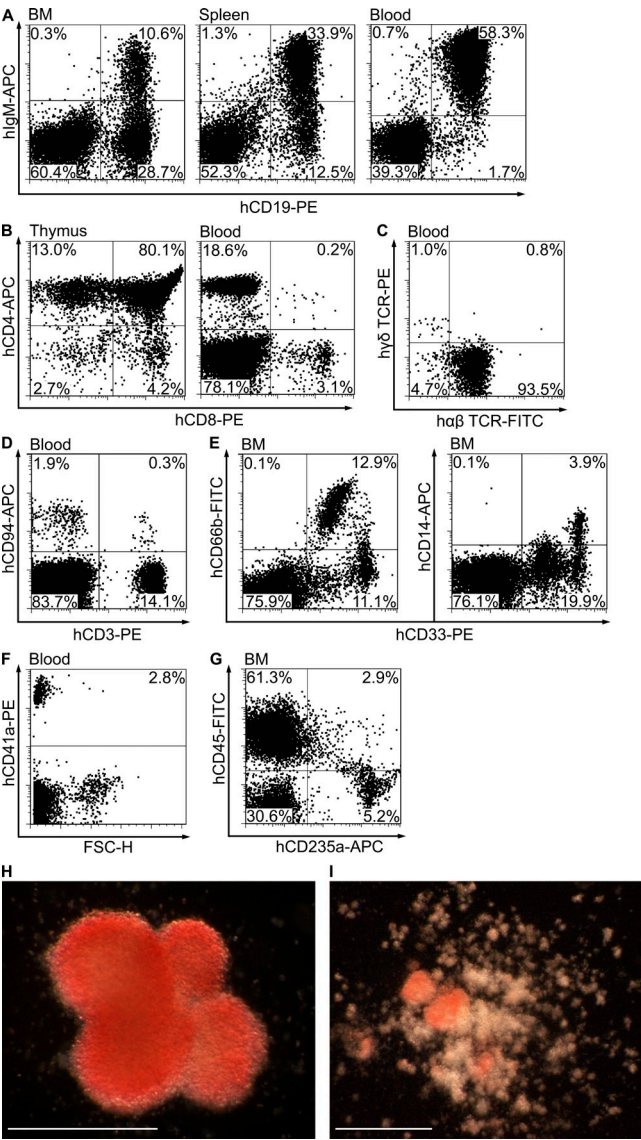 A
BM
Spleen
Blood
0.3% 10.6%
1.3% 33.9%
0.7% 58.3%
hIgM-APC
60.4% 28.7%
52.3% 12.5%
39.3% 1.7%
hCD19-PE
B
Thymus
Blood
C
Blood
13.0% 80.1%
18.6% 0.2%
1.0% 0.8%
hCD4-APC
hγδ TCR-PE
2.7% 4.2%
78.1% 3.1%
4.7% 93.5%
hCD8-PE
hαβ TCR-FITC
D
Blood
E
BM
BM
1.9% 0.3%
0.1% 12.9%
0.1% 3.9%
hCD94-APC
hCD66b-FITC
hCD14-APC
83.7% 14.1%
75.9% 11.1%
76.1% 19.9%
hCD3-PE
hCD33-PE
F
Blood
G
BM
2.8%
61.3% 2.9%
hCD41a-PE
hCD45-FITC
30.6% 5.2%
FSC-H
hCD235a-APC
H
I